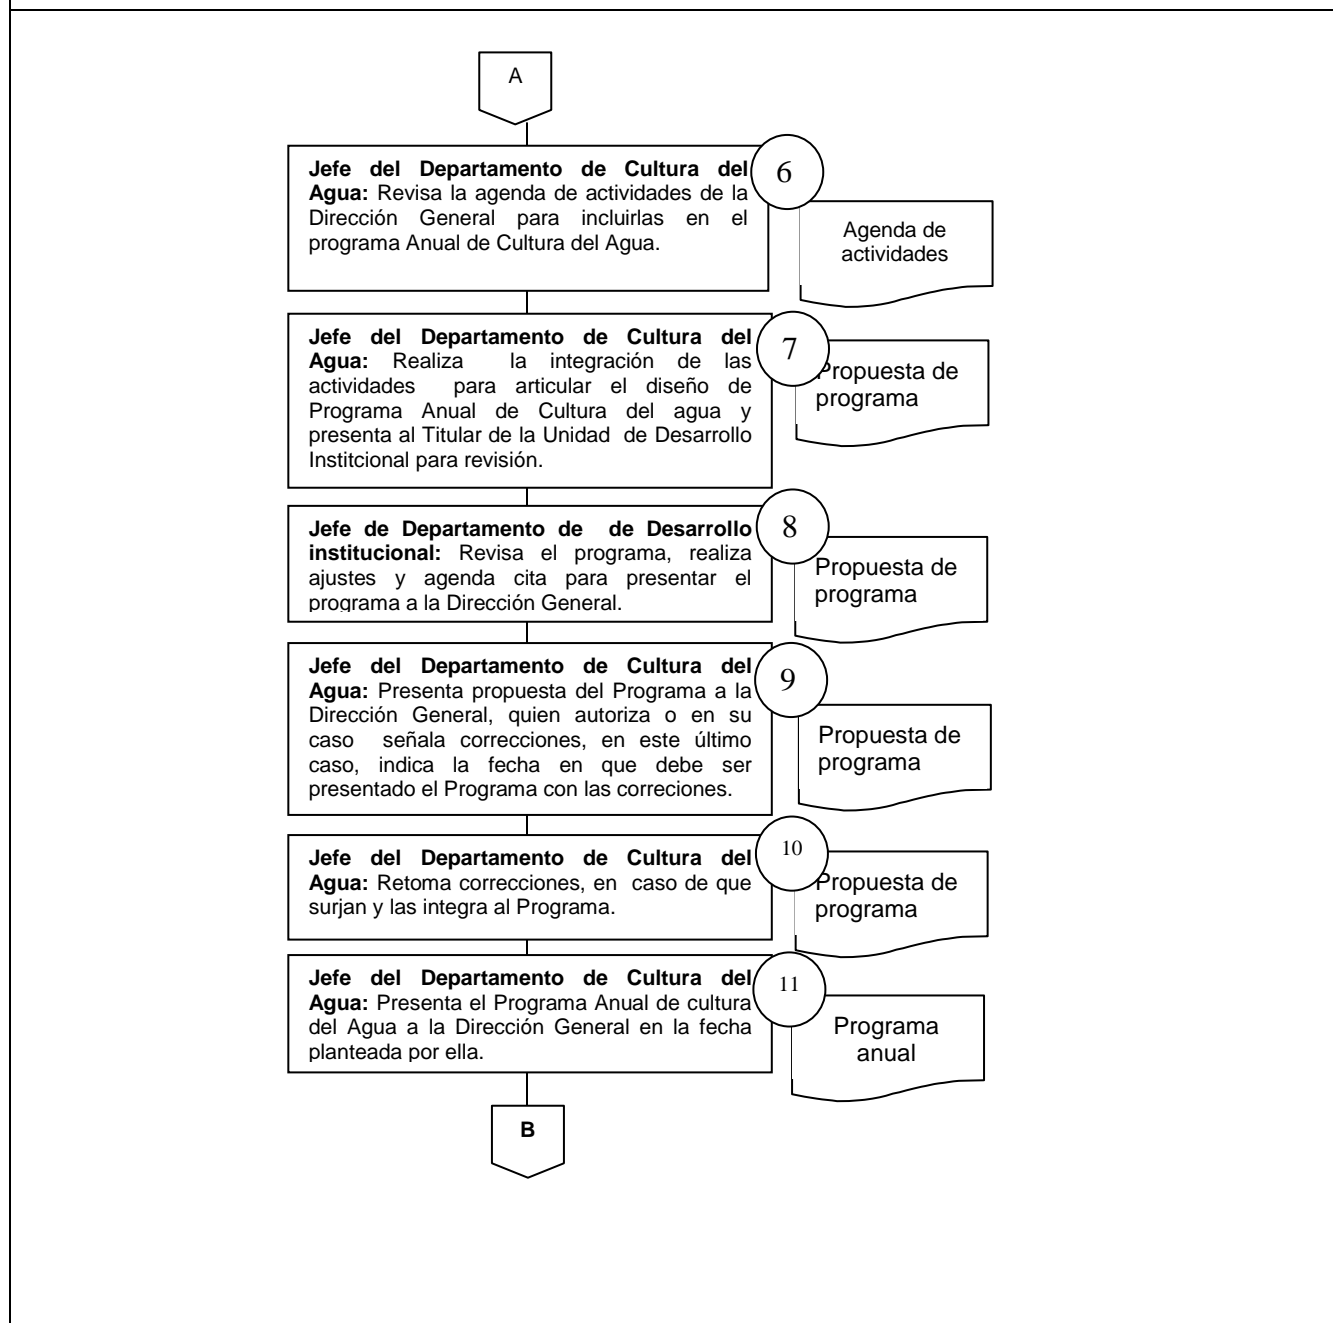 A
Jefe del Departamento de Cultura del
Agua: Revisa la agenda de actividades de la
Dirección General para incluirlas en el
programa Anual de Cultura del Agua.
6
Agenda de
actividades
Jefe del Departamento de Cultura del
Agua: Realiza la integración de las
actividades para articular el diseño de
Programa Anual de Cultura del agua y
presenta al Titular de la Unidad de Desarrollo
Institcional para revisión.
7
Propuesta de
programa
Jefe de Departamento de de Desarrollo
institucional: Revisa el programa, realiza
ajustes y agenda cita para presentar el
programa a la Dirección General.
8
Propuesta de
programa
Jefe del Departamento de Cultura del
Agua: Presenta propuesta del Programa a la
Dirección General, quien autoriza o en su
caso señala correcciones, en este último
caso, indica la fecha en que debe ser
presentado el Programa con las correciones.
9
Propuesta de
programa
Jefe del Departamento de Cultura del
Agua: Retoma correcciones, en caso de que
surjan y las integra al Programa.
10
Propuesta de
programa
Jefe del Departamento de Cultura del
Agua: Presenta el Programa Anual de cultura
del Agua a la Dirección General en la fecha
planteada por ella.
11
Programa
anual
B